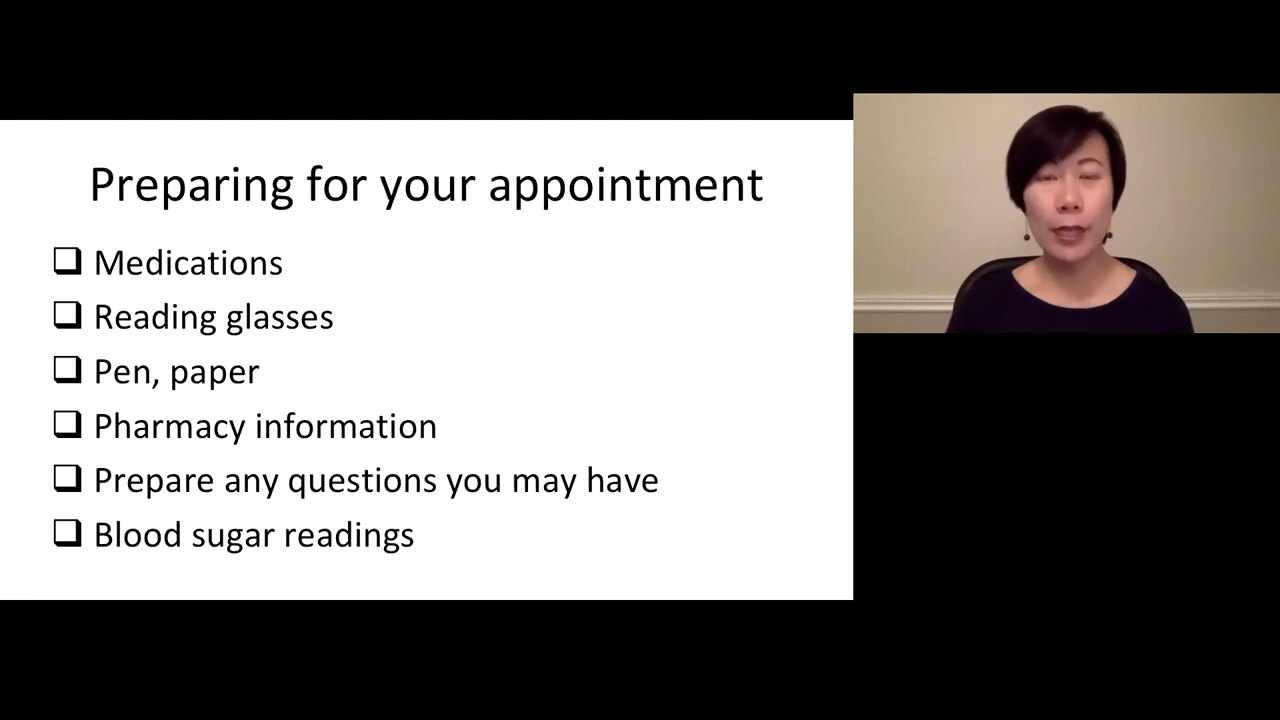 Preparing for your appointment
❑ Medications
❑ Reading glasses
❑ Pen, paper
❑ Pharmacy information
❑ Prepare any questions you may have
❑ Blood sugar readings